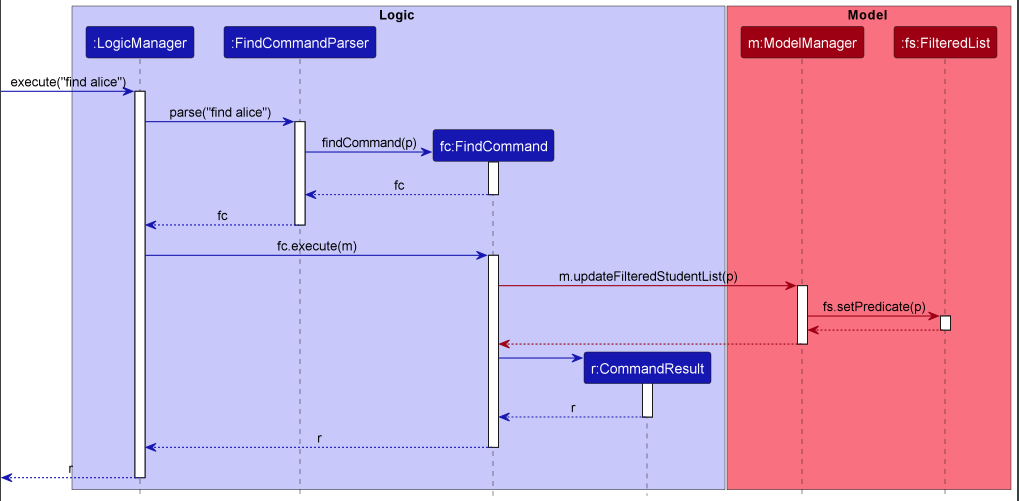 Logic
Model
:LogicManager
:FindCommandParser
m:ModelManager
:fs:FilteredList
execute("find alice")
parse("find alice")
findCommand(p)
fc:FindCommand
fc
fc
fc.execute(m)
m.updateFilteredStudentList(p)
fs.setPredicate(p)
r:CommandResult
r
r
r